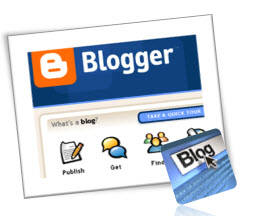 Blogger
What's a blog?
TAKE A QUICK TOUR
Publish
Get
Find
Blog